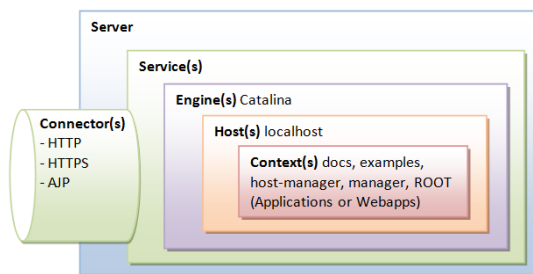 Server
Service(s)
Engine(s) Catalina
Connector(s)
- HTTP
- HTTPS
- AJP
Host(s) localhost
Context(s) docs, examples,
host-manager, manager, ROOT
(Applications or Webapps)